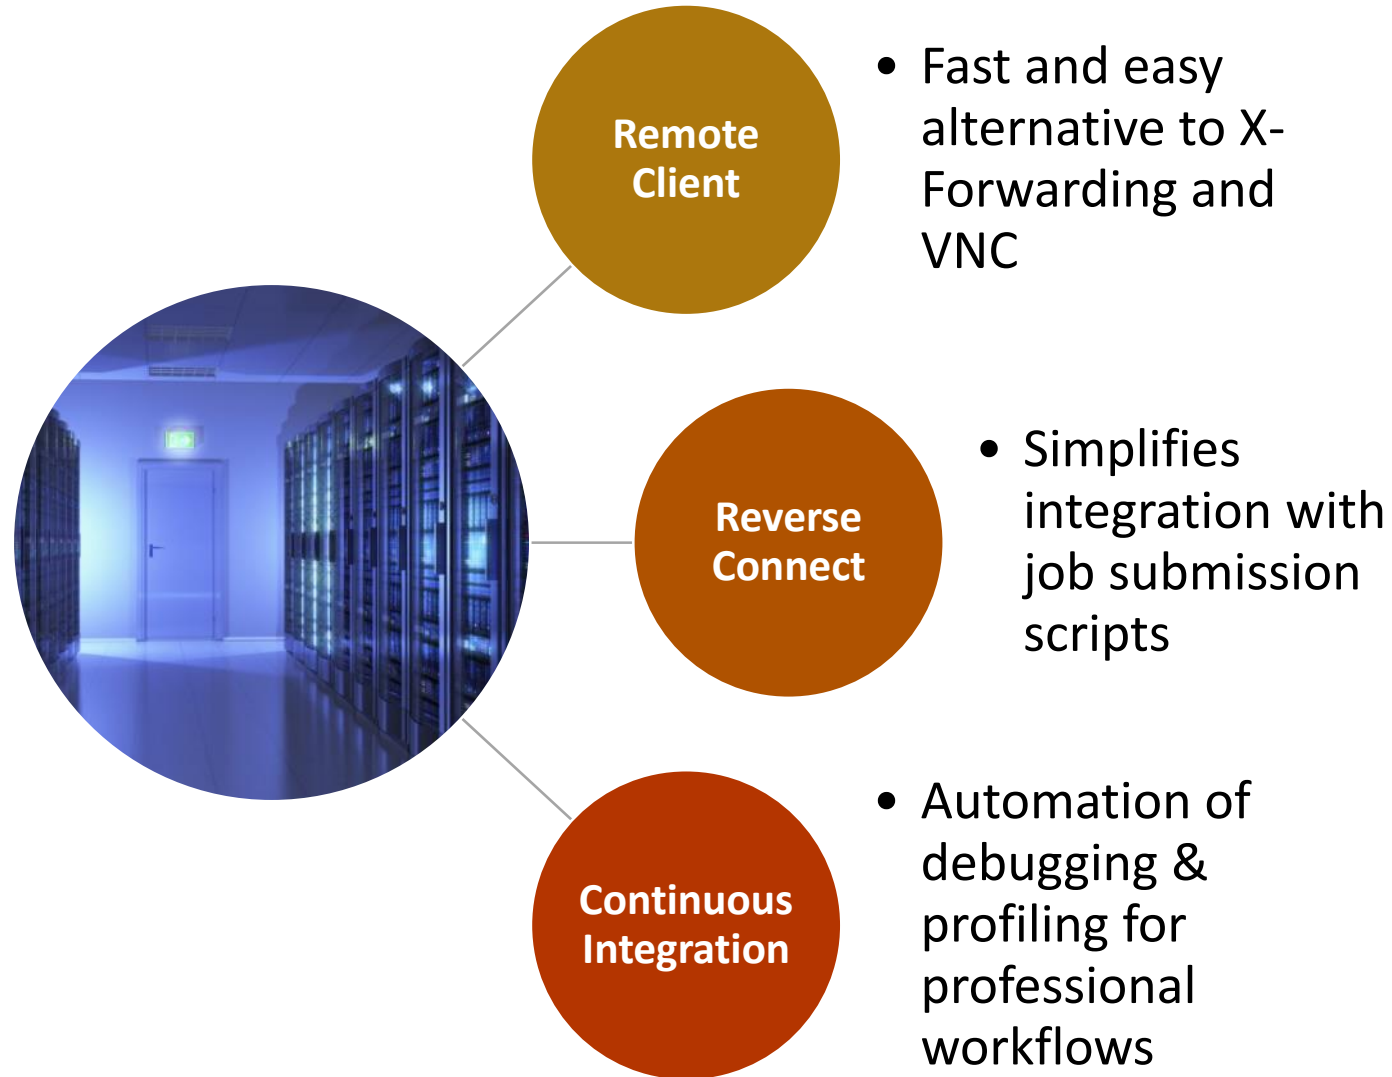 Remote
Client
• Fast and easy
alternative to X-
Forwarding and
VNC
Reverse
Connect
• Simplifies
integration with
job submission
scripts
Continuous
Integration
• Automation of
debugging &
profiling for
professional
workflows